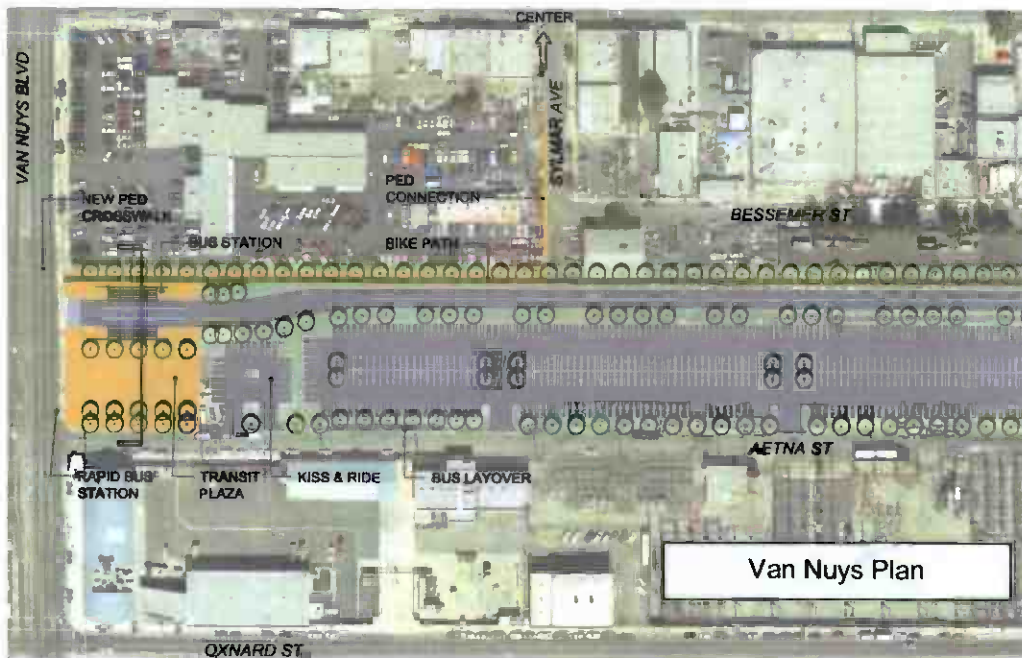 CENTER
VAN NUYS BLVD
SYLMAR AVE
NEW PED
CROSSWALK
PED
CONNECTION
BESSEMER ST
BUS STATION
BIKE PATH
AETNA ST
RAPID BUS
STATION
TRANSIT
PLAZA
KISS & RIDE
BUS LAYOVER
Van Nuys Plan
OXNARD ST